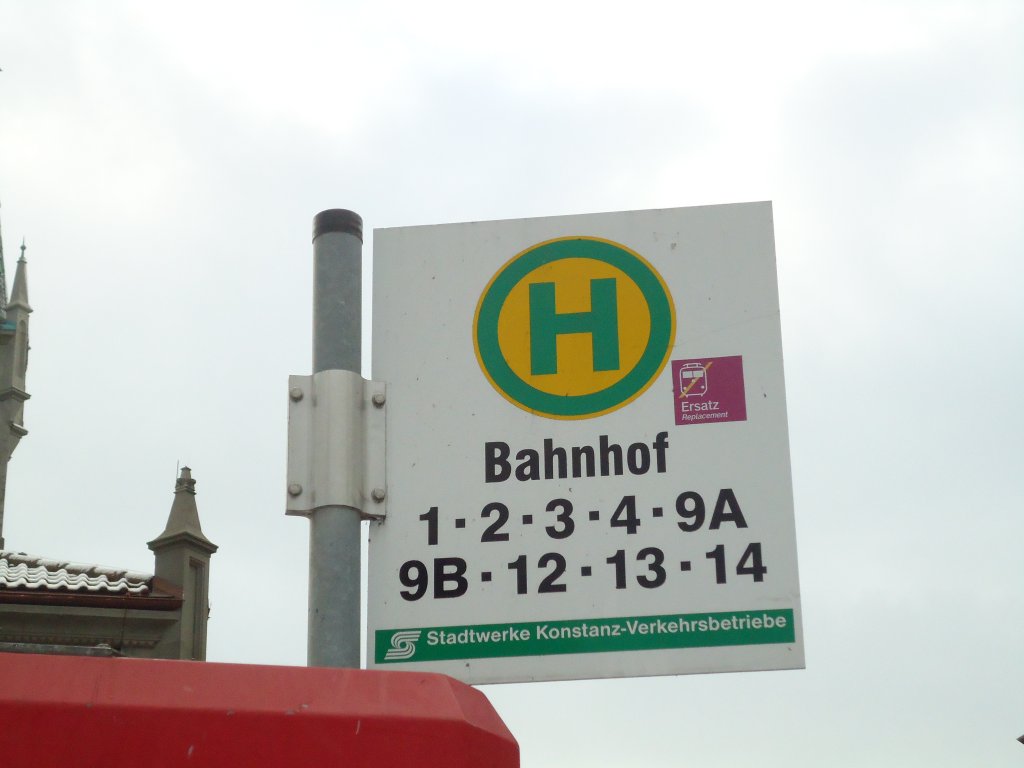 H
Ersatz
Replacement
Bahnhof
1 · 2 · 3 · 4 · 9A
9B · 12 · 13 · 14
Stadtwerke Konstanz-Verkehrsbetriebe